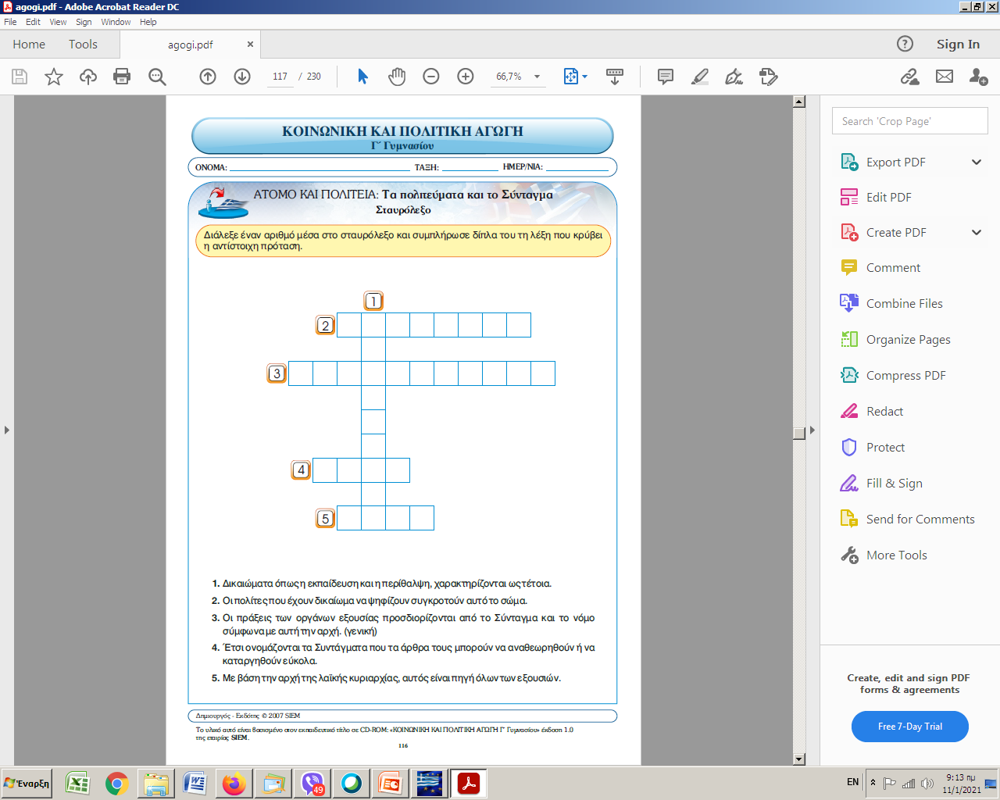 agogi.pdf - Adobe Acrobat Reader DC
File Edit View Sign Window Help
Home Tools agogi.pdf × Sign In
117 / 230 66,7%
ΚΟΙΝΩΝΙΚΗ ΚΑΙ ΠΟΛΙΤΙΚΗ ΑΓΩΓΗ
Γ΄ Γυμνασίου
ΟΝΟΜΑ: ΤΑΞΗ: ΗΜΕΡ/ΝΙΑ:
ΑΤΟΜΟ ΚΑΙ ΠΟΛΙΤΕΙΑ: Τα πολιτεύματα και το Σύνταγμα
Σταυρόλεξο
Διάλεξε έναν αριθμό μέσα στο σταυρόλεξο και συμπλήρωσε δίπλα του τη λέξη που κρύβει
η αντίστοιχη πρόταση.
1
2
3
4
5
1. Δικαιώματα όπως η εκπαίδευση και η περίθαλψη, χαρακτηρίζονται ως τέτοια.
2. Οι πολίτες που έχουν δικαίωμα να ψηφίζουν συγκροτούν αυτό το σώμα.
3. Οι πράξεις των οργάνων εξουσίας προσδιορίζονται από το Σύνταγμα και το νόμο
σύμφωνα με αυτή την αρχή. (γενική)
4. Έτσι ονομάζονται τα Συντάγματα που τα άρθρα τους μπορούν να αναθεωρηθούν ή να
καταργηθούν εύκολα.
5. Με βάση την αρχή της λαϊκής κυριαρχίας, αυτός είναι πηγή όλων των εξουσιών.
Δημιουργός - Εκδότης © 2007 SIEM
Το υλικό αυτό είναι βασισμένο στον εκπαιδευτικό τίτλο σε CD-ROM: «ΚΟΙΝΩΝΙΚΗ ΚΑΙ ΠΟΛΙΤΙΚΗ ΑΓΩΓΗ Γ΄ Γυμνασίου» έκδοση 1.0
της εταιρίας SIEM.
116
Search 'Crop Page'
Export PDF
Edit PDF
Create PDF
Comment
Combine Files
Organize Pages
Compress PDF
Redact
Protect
Fill & Sign
Send for Comments
More Tools
Create, edit and sign PDF
forms & agreements
Free 7-Day Trial
Έναρξη
49
EN
9:13 πμ
11/1/2021